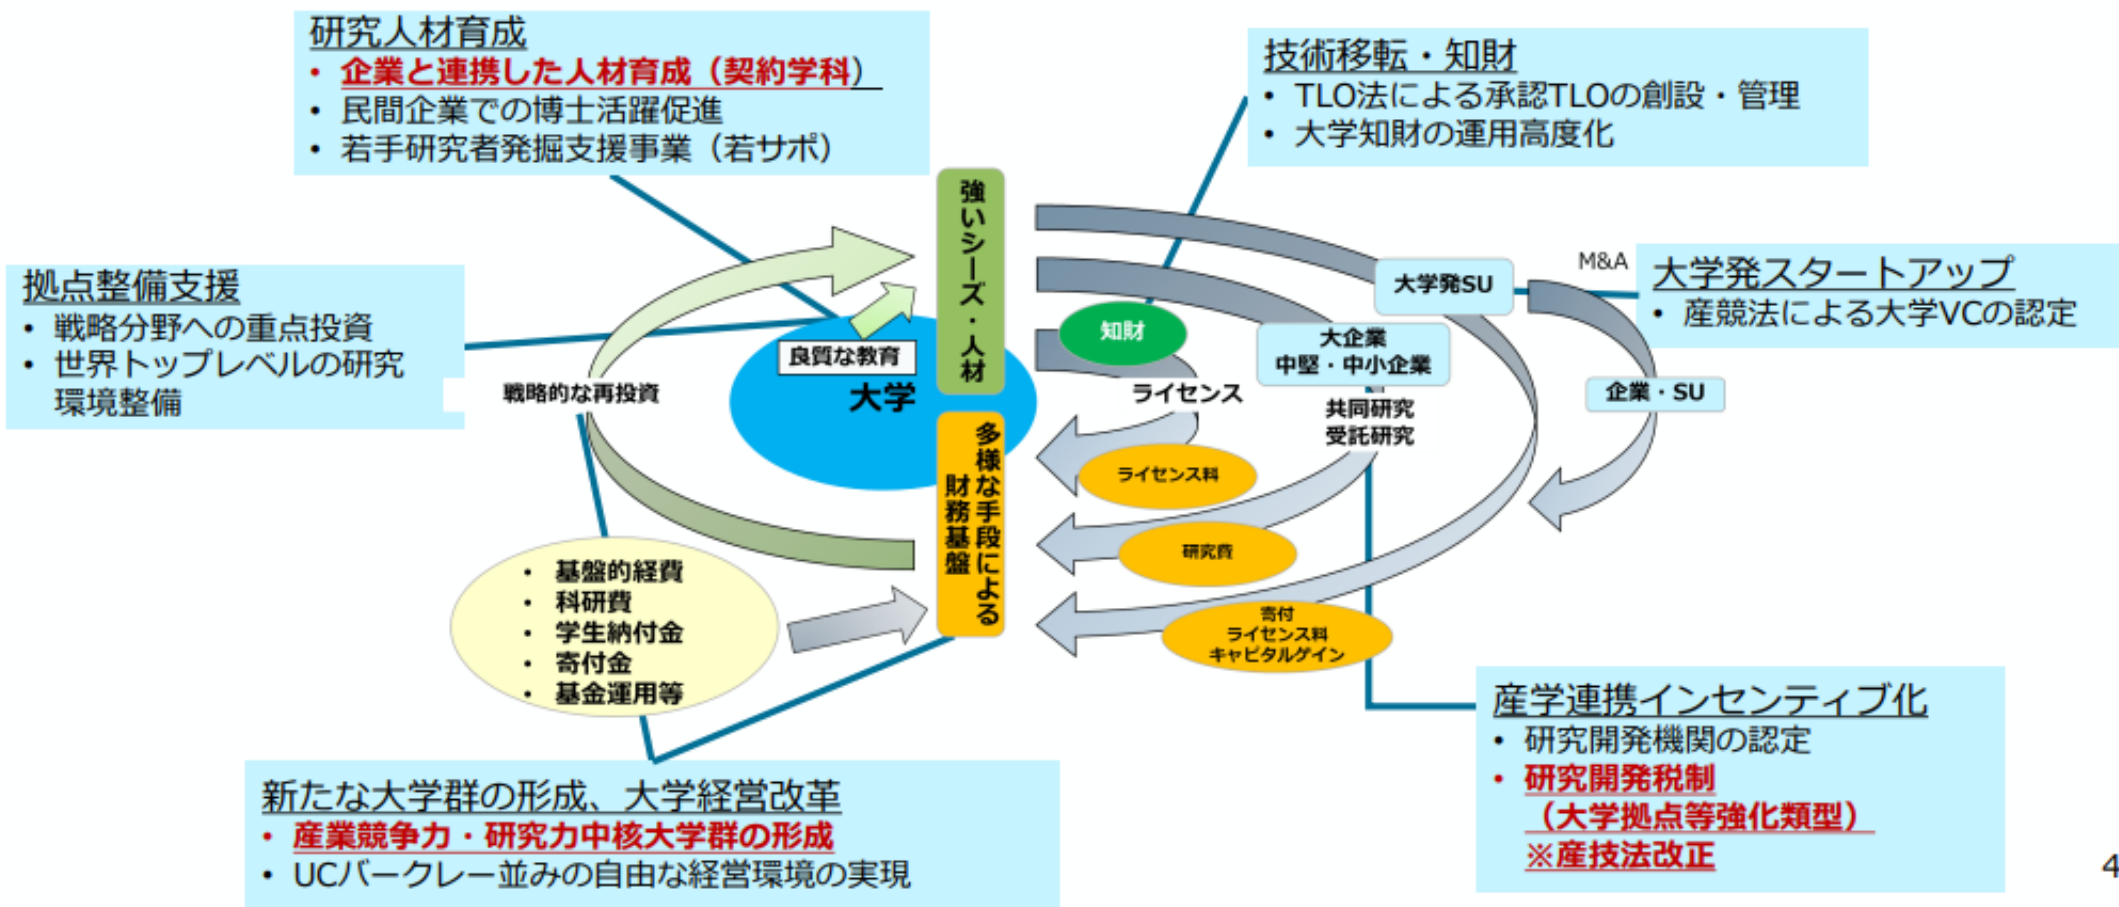 研究人材育成
• 企業と連携した人材育成（契約学科）
• 民間企業での博士活躍促進
• 若手研究者発掘支援事業（若サポ）
技術移転・知財
• TLO法による承認TLOの創設・管理
• 大学知財の運用高度化
拠点整備支援
• 戦略分野への重点投資
• 世界トップレベルの研究
環境整備
強いシーズ・人材
良質な教育
大学
戦略的な再投資
知財
ライセンス
大企業
中堅・中小企業
共同研究
受託研究
大学発SU
M&A
大学発スタートアップ
• 産競法による大学VCの認定
企業・SU
多様な手段による
財務基盤
ライセンス料
研究費
寄付
ライセンス料
キャピタルゲイン
• 基盤的経費
• 科研費
• 学生納付金
• 寄付金
• 基金運用等
新たな大学群の形成、大学経営改革
• 産業競争力・研究力中核大学群の形成
• UCバークレー並みの自由な経営環境の実現
産学連携インセンティブ化
• 研究開発機関の認定
• 研究開発税制
（大学拠点等強化類型）
※産技法改正
4